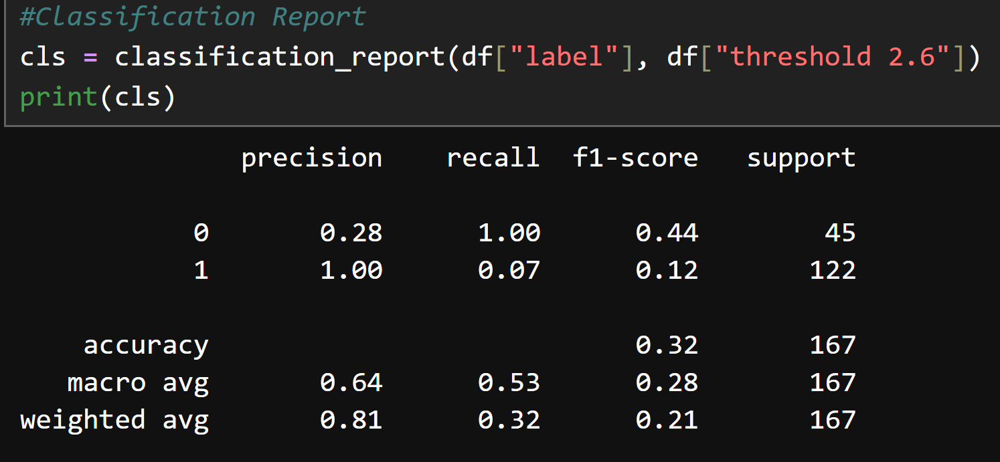 #Classification Report
cls = classification_report(df["label"], df["threshold 2.6"])
print(cls)
precision recall f1-score support
0 0.28 1.00 0.44 45
1 1.00 0.07 0.12 122
accuracy 0.32 167
macro avg 0.64 0.53 0.28 167
weighted avg 0.81 0.32 0.21 167